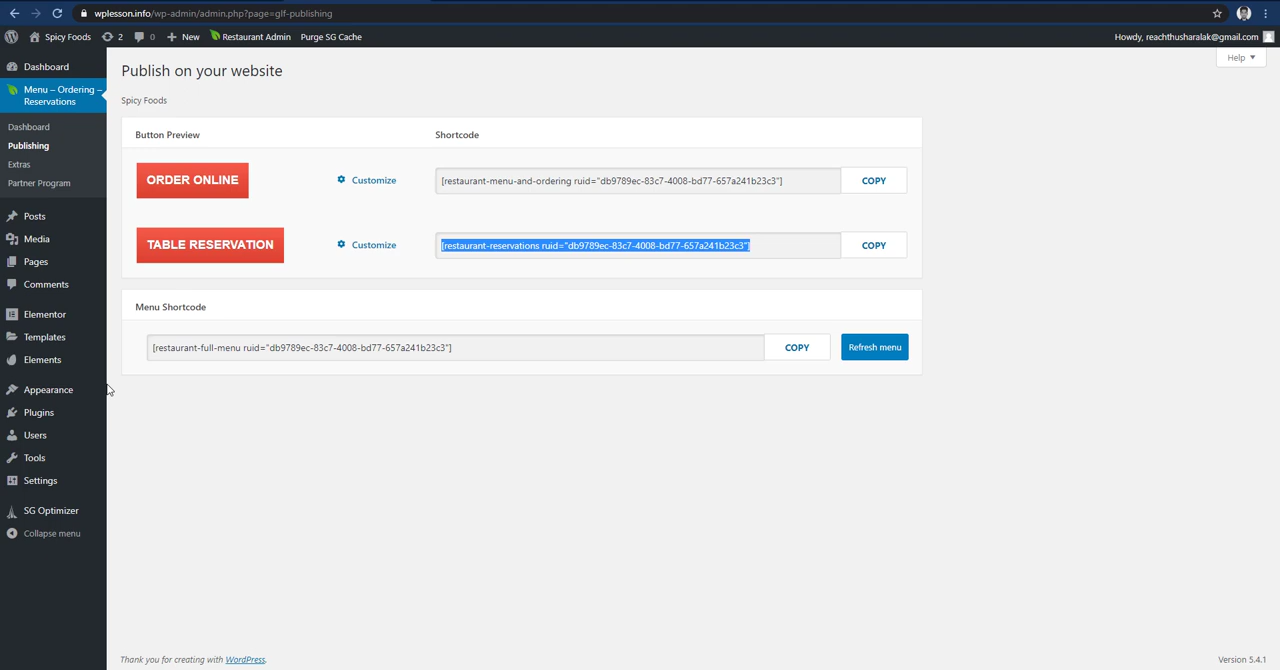 wplesson.info/wp-admin/admin.php?page=glf-publishing
Spicy Foods 2 0 New Restaurant Admin Purge SG Cache Howdy, reachthusharalak@gmail.com
Help
Dashboard
Menu – Ordering –
Reservations
Dashboard
Publishing
Extras
Partner Program
Posts
Media
Pages
Comments
Elementor
Templates
Elements
Appearance
Plugins
Users
Tools
Settings
SG Optimizer
Collapse menu
Publish on your website
Spicy Foods
Button Preview Shortcode
ORDER ONLINE Customize [restaurant-menu-and-ordering ruid="db9789ec-83c7-4008-bd77-657a241b23c3"] COPY
TABLE RESERVATION Customize [restaurant-reservations ruid="db9789ec-83c7-4008-bd77-657a241b23c3"] COPY
Menu Shortcode
[restaurant-full-menu ruid="db9789ec-83c7-4008-bd77-657a241b23c3"] COPY Refresh menu
Thank you for creating with WordPress. Version 5.4.1